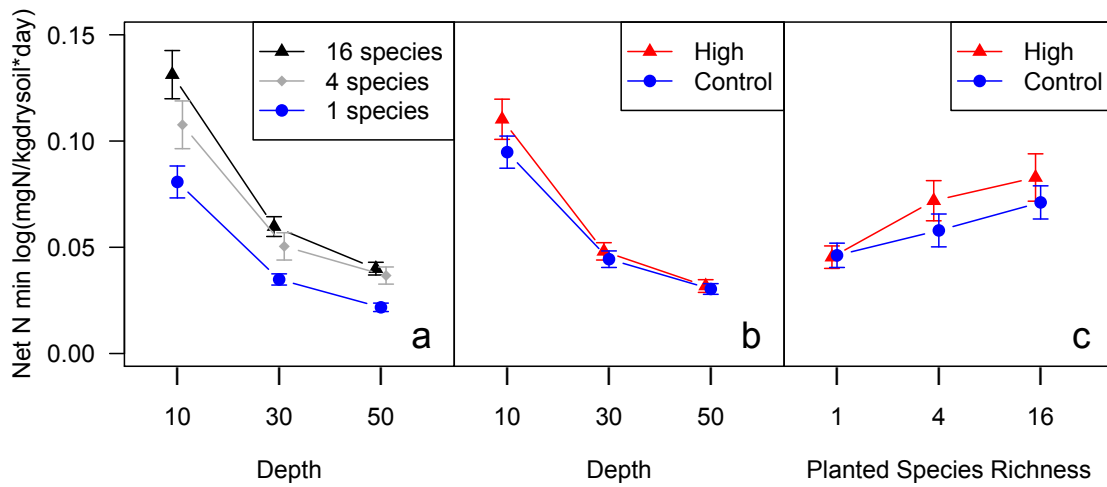 Net N min log(mgN/kgdrysoil*day)
0.15
0.10
0.05
0.00
16 species
4 species
1 species
a
10 30 50
Depth
High
Control
b
10 30 50
Depth
High
Control
c
1 4 16
Planted Species Richness